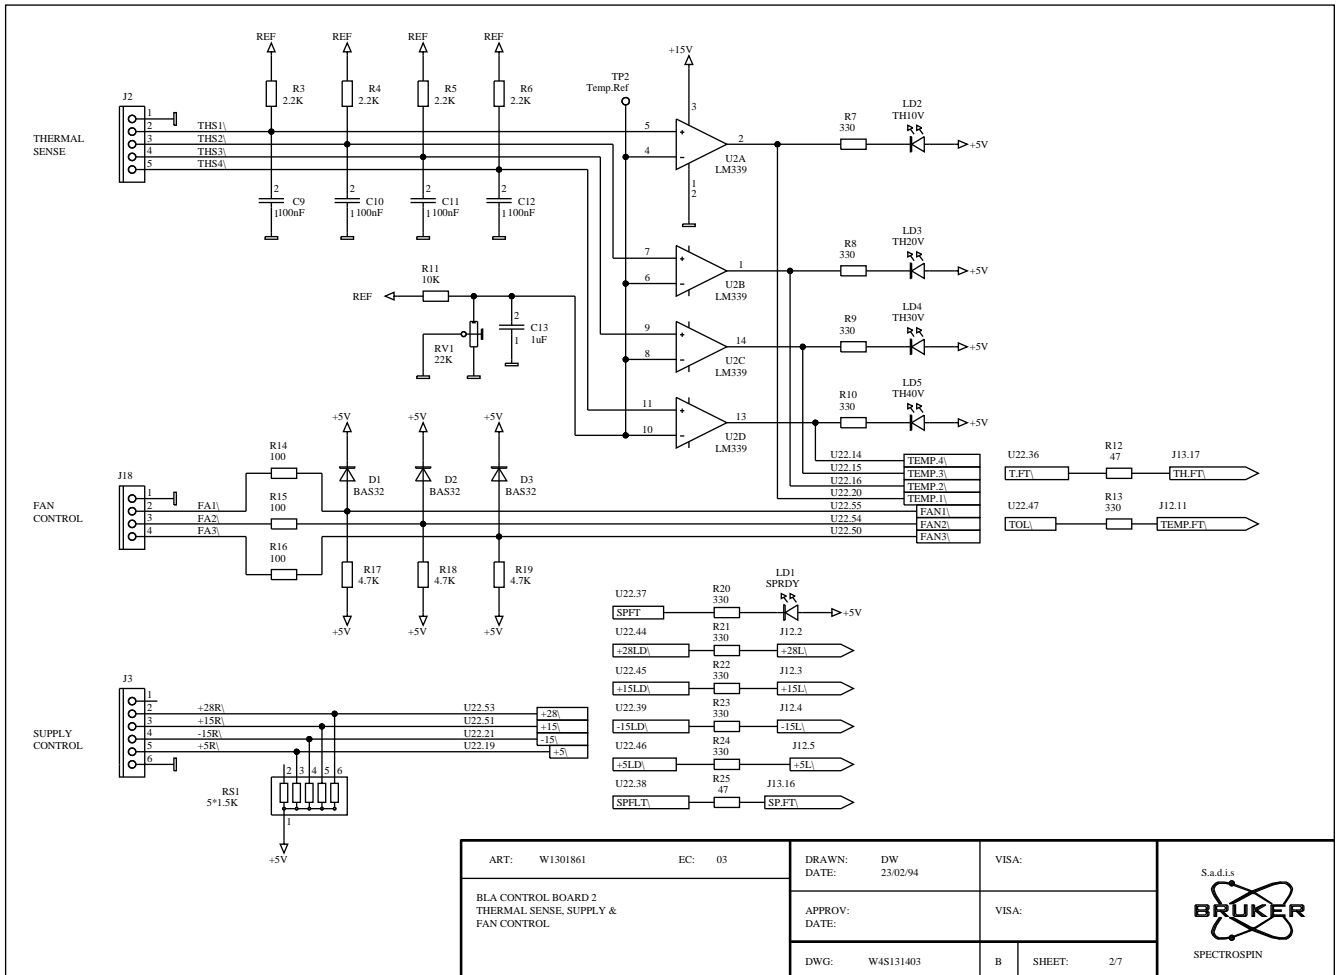 REF REF REF REF
+15V
R3 2.2K
R4 2.2K
R5 2.2K
R6 2.2K
TP2
Temp.Ref
J2
THERMAL
SENSE
1
2 THS1\
3 THS2\
4 THS3\
5 THS4\
2 C9
1 100nF
2 C10
1 100nF
2 C11
1 100nF
2 C12
1 100nF
3
5 + 2
4 -
U2A
LM339
1
2
R7
330
LD2
TH10V
+5V
7 + 1
6 -
U2B
LM339
R8
330
LD3
TH20V
+5V
R11
10K
REF
RV1
22K
2 C13
1 1uF
9 + 14
8 -
U2C
LM339
R9
330
LD4
TH30V
+5V
11 + 13
10 -
U2D
LM339
R10
330
LD5
TH40V
+5V
+5V +5V +5V
D1
BAS32
D2
BAS32
D3
BAS32
J18
FAN
CONTROL
1
2 FA1\
3 FA2\
4 FA3\
R14
100
R15
100
R16
100
R17
4.7K
R18
4.7K
R19
4.7K
+5V +5V +5V
U22.14 TEMP.4\
U22.15 TEMP.3\
U22.16 TEMP.2\
U22.20 TEMP.1\
U22.55 FAN1\
U22.54 FAN2\
U22.50 FAN3\
U22.36 R12 J13.17
T.FT\ 47 TH.FT\
U22.47 R13 J12.11
TOL\ 330 TEMP.FT\
U22.37 R20 LD1
SPFT 330 SPRDY +5V
U22.44 R21 J12.2
+28LD\ 330 +28L\
U22.45 R22 J12.3
+15LD\ 330 +15L\
U22.39 R23 J12.4
-15LD\ 330 -15L\
U22.46 R24 J12.5
+5LD\ 330 +5L\
U22.38 R25 J13.16
SPFLT\ 47 SP.FT\
J3
SUPPLY
CONTROL
1
2 +28R\ U22.53 +28\
3 +15R\ U22.51 +15\
4 -15R\ U22.21 -15\
5 +5R\ U22.19 +5\
6
RS1
5*1.5K
2 3 4 5 6
1
+5V
ART: W1301861 EC: 03
BLA CONTROL BOARD 2
THERMAL SENSE, SUPPLY &
FAN CONTROL
DRAWN: DW
DATE: 23/02/94
VISA:
APPROV:
DATE:
VISA:
DWG: W4S131403 B SHEET: 2/7
S.a.d.i.s
BRUKER
SPECTROSPIN